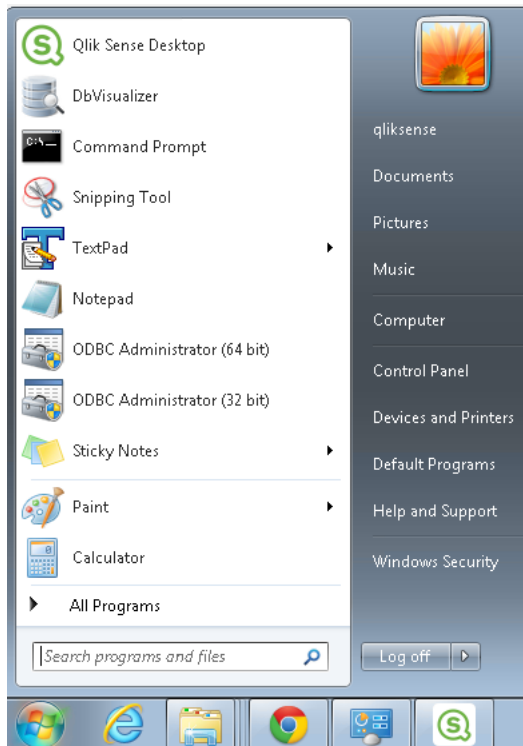 Qlik Sense Desktop
DbVisualizer
C:\
Command Prompt
Snipping Tool
TextPad
Notepad
ODBC Administrator (64 bit)
ODBC Administrator (32 bit)
Sticky Notes
Paint
Calculator
All Programs
Search programs and files
qliksense
Documents
Pictures
Music
Computer
Control Panel
Devices and Printers
Default Programs
Help and Support
Windows Security
Log off